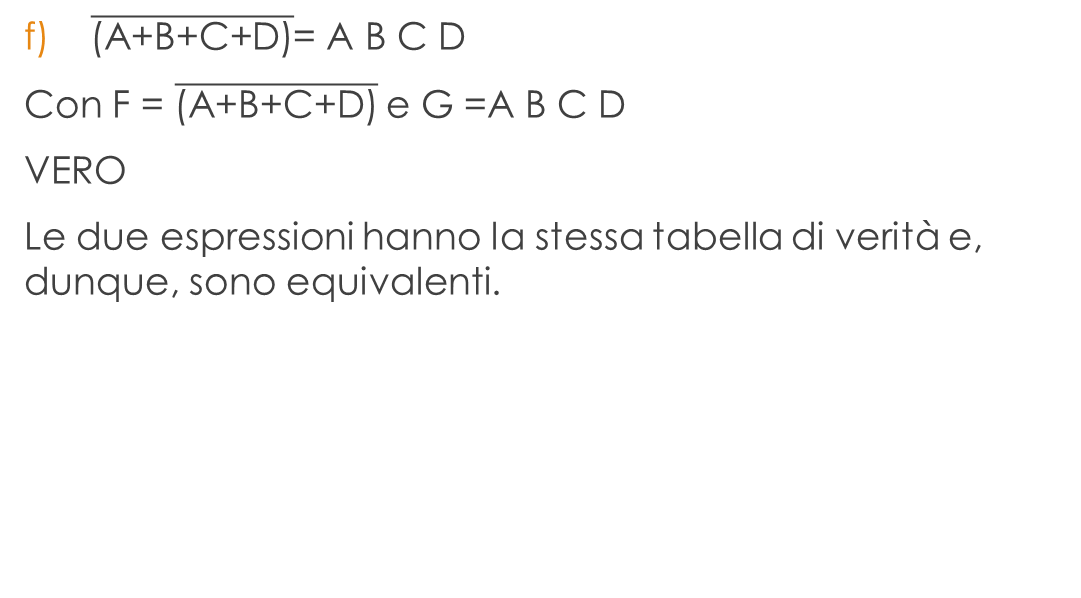 f) (A+B+C+D)= A B C D
Con F = (A+B+C+D) e G =A B C D
VERO
Le due espressioni hanno la stessa tabella di verità e,
dunque, sono equivalenti.